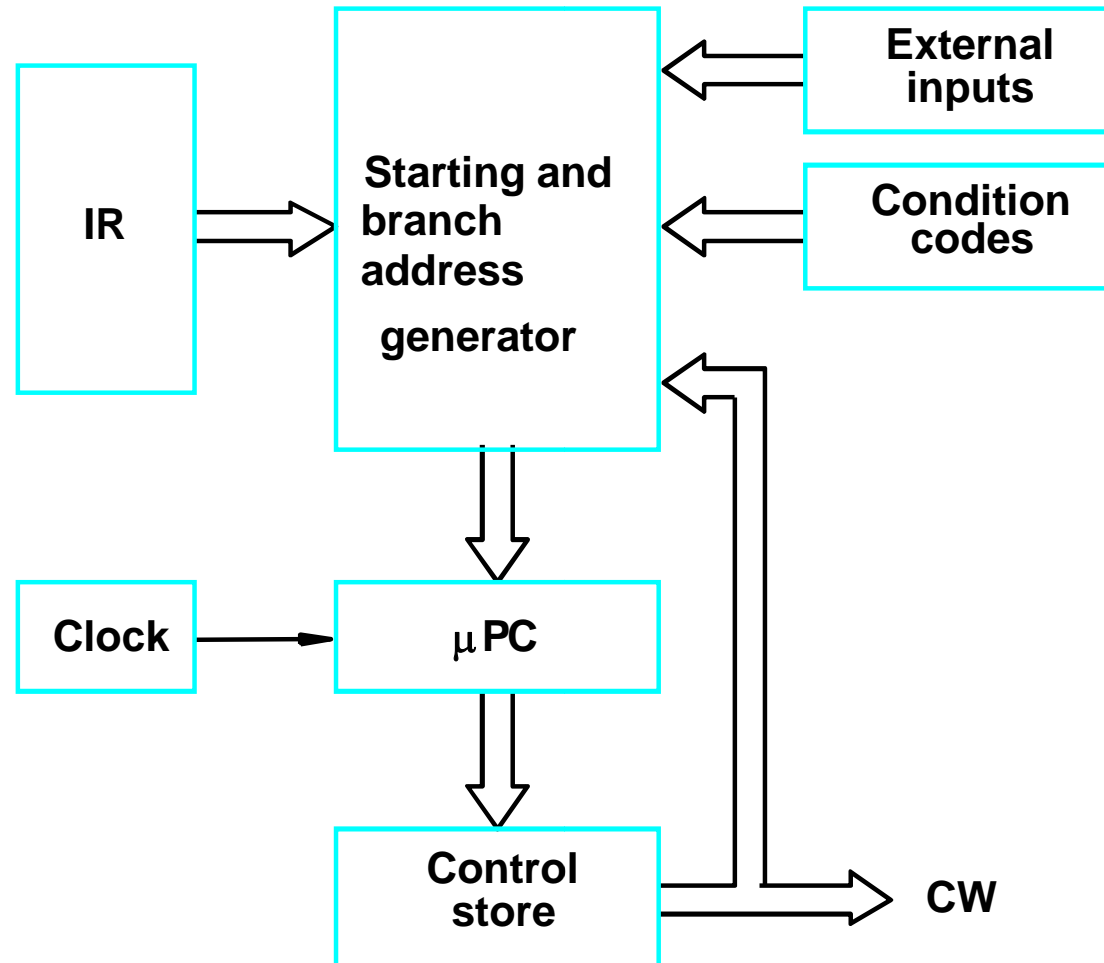 External
inputs
Starting and
branch
address
generator
IR
Condition
codes
Clock
μPC
Control
store
CW